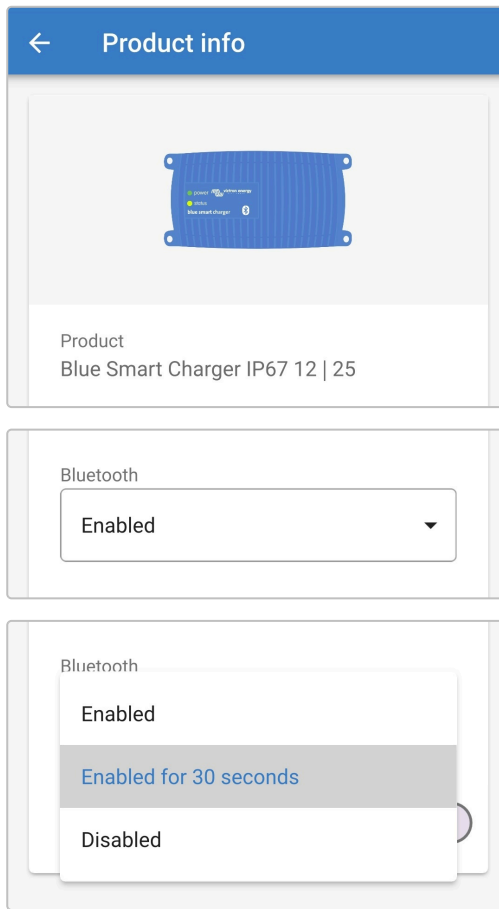 Product info
power victron energy
status
blue smart charger
Product
Blue Smart Charger IP67 12 | 25
Bluetooth
Enabled
Bluetooth
Enabled
Enabled for 30 seconds
Disabled